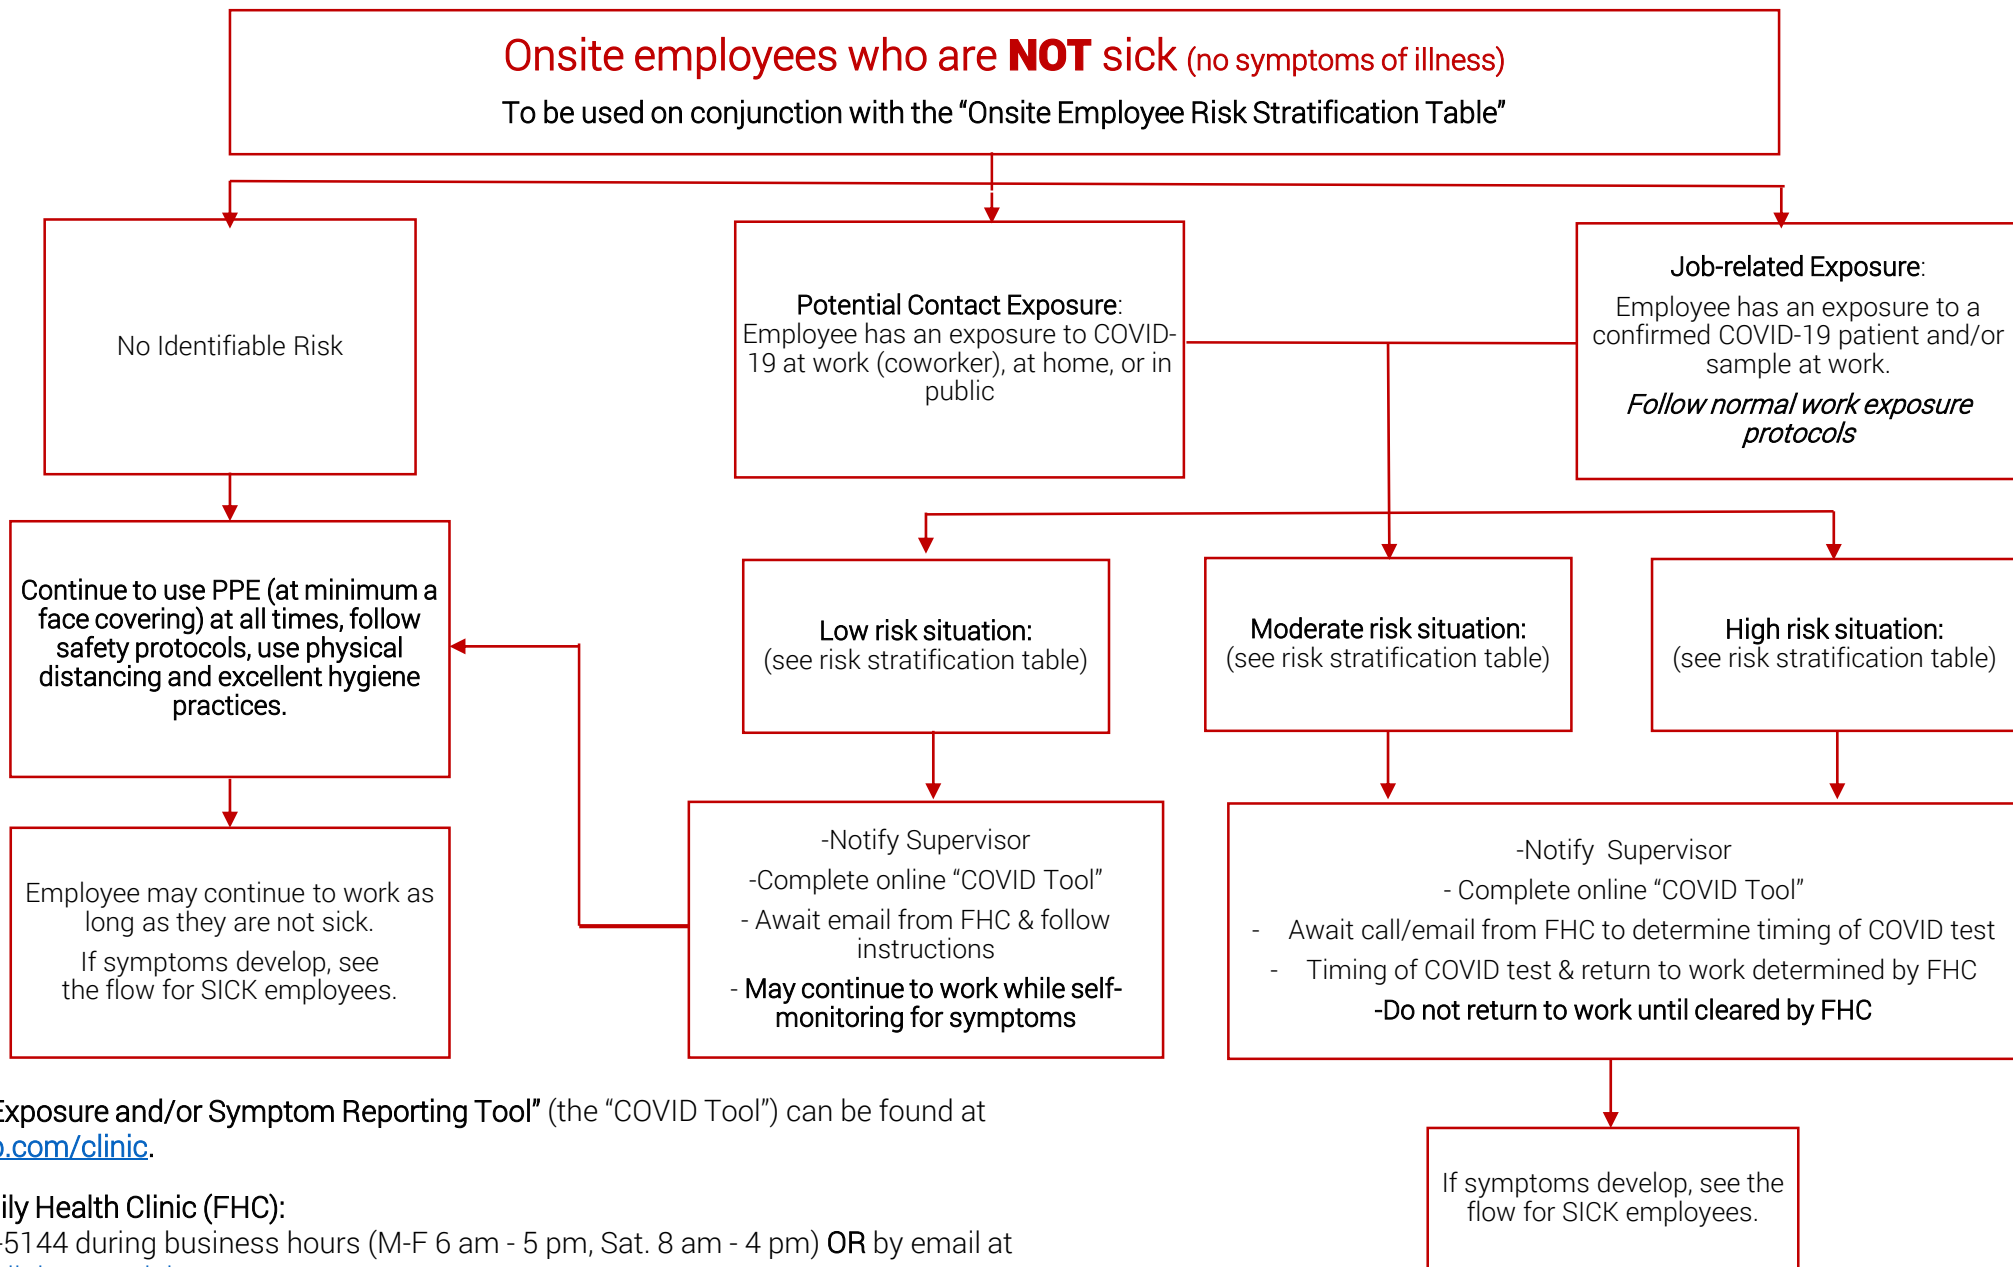 Onsite employees who are NOT sick (no symptoms of illness)
To be used on conjunction with the “Onsite Employee Risk Stratification Table”
No Identifiable Risk
Potential Contact Exposure:
Employee has an exposure to COVID-
19 at work (coworker), at home, or in
public
Job-related Exposure:
Employee has an exposure to a
confirmed COVID-19 patient and/or
sample at work.
Follow normal work exposure
protocols
Continue to use PPE (at minimum a
face covering) at all times, follow
safety protocols, use physical
distancing and excellent hygiene
practices.
Low risk situation:
(see risk stratification table)
Moderate risk situation:
(see risk stratification table)
High risk situation:
(see risk stratification table)
Employee may continue to work as
long as they are not sick.
If symptoms develop, see
the flow for SICK employees.
-Notify Supervisor
-Complete online “COVID Tool”
- Await email from FHC & follow
instructions
- May continue to work while self-
monitoring for symptoms
-Notify  Supervisor
- Complete online “COVID Tool”
- Await call/email from FHC to determine timing of COVID test
- Timing of COVID test & return to work determined by FHC
-Do not return to work until cleared by FHC
If symptoms develop, see the
flow for SICK employees.
Exposure and/or Symptom Reporting Tool” (the “COVID Tool”) can be found at
.com/clinic.
ily Health Clinic (FHC):
-5144 during business hours (M-F 6 am - 5 pm, Sat. 8 am - 4 pm) OR by email at